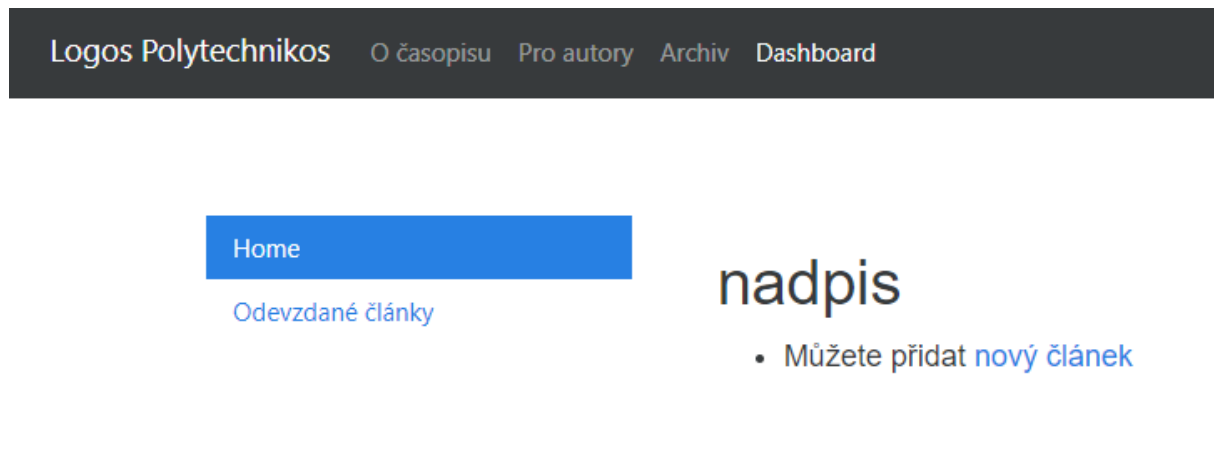 Logos Polytechnikos O časopisu Pro autory Archiv Dashboard
Home
Odevzdané články
nadpis
• Můžete přidat nový článek